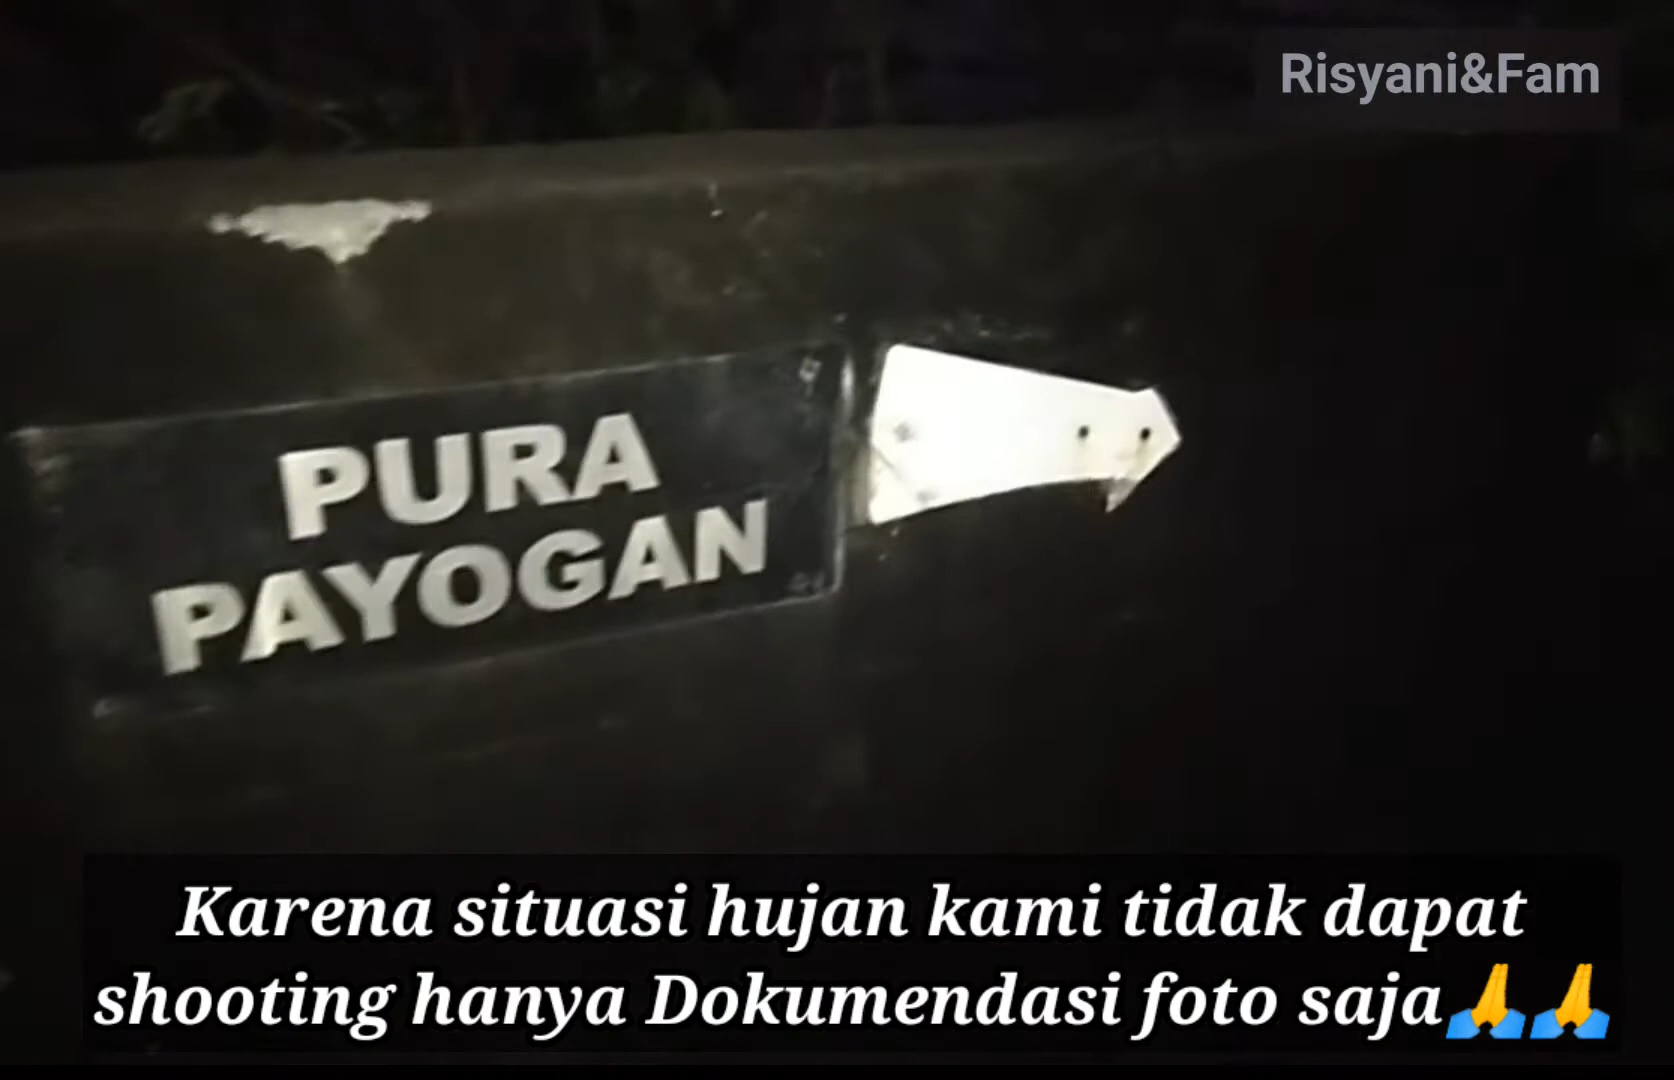 Risyani&Fam
PURA
PAYOGAN
Karena situasi hujan kami tidak dapat
shooting hanya Dokumendasi foto saja🙏🙏